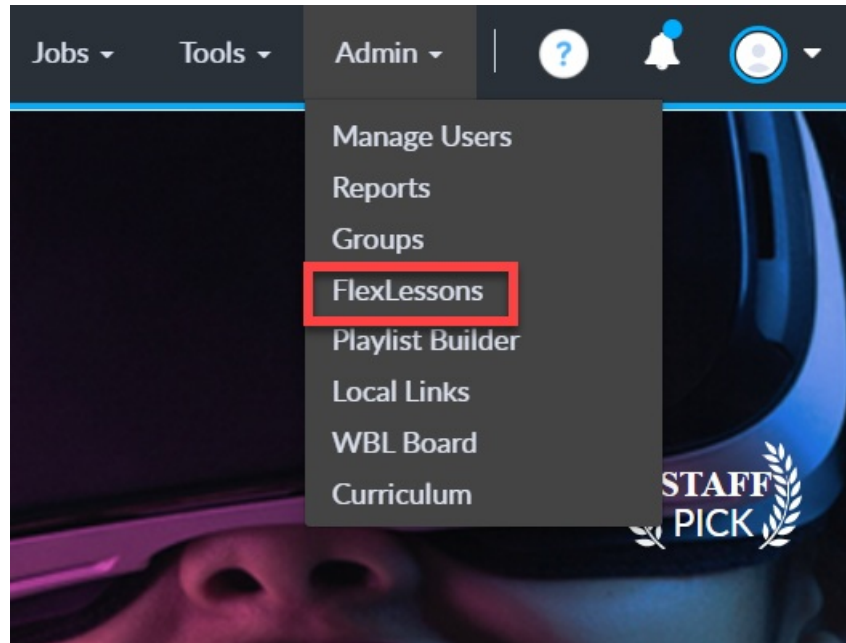 Jobs Tools Admin ?
Manage Users
Reports
Groups
FlexLessons
Playlist Builder
Local Links
WBL Board
Curriculum
STAFF
PICK